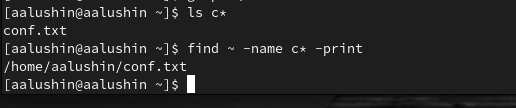 [aalushin@aalushin ~]$ ls c*
conf.txt
[aalushin@aalushin ~]$ find ~ -name c* -print
/home/aalushin/conf.txt
[aalushin@aalushin ~]$